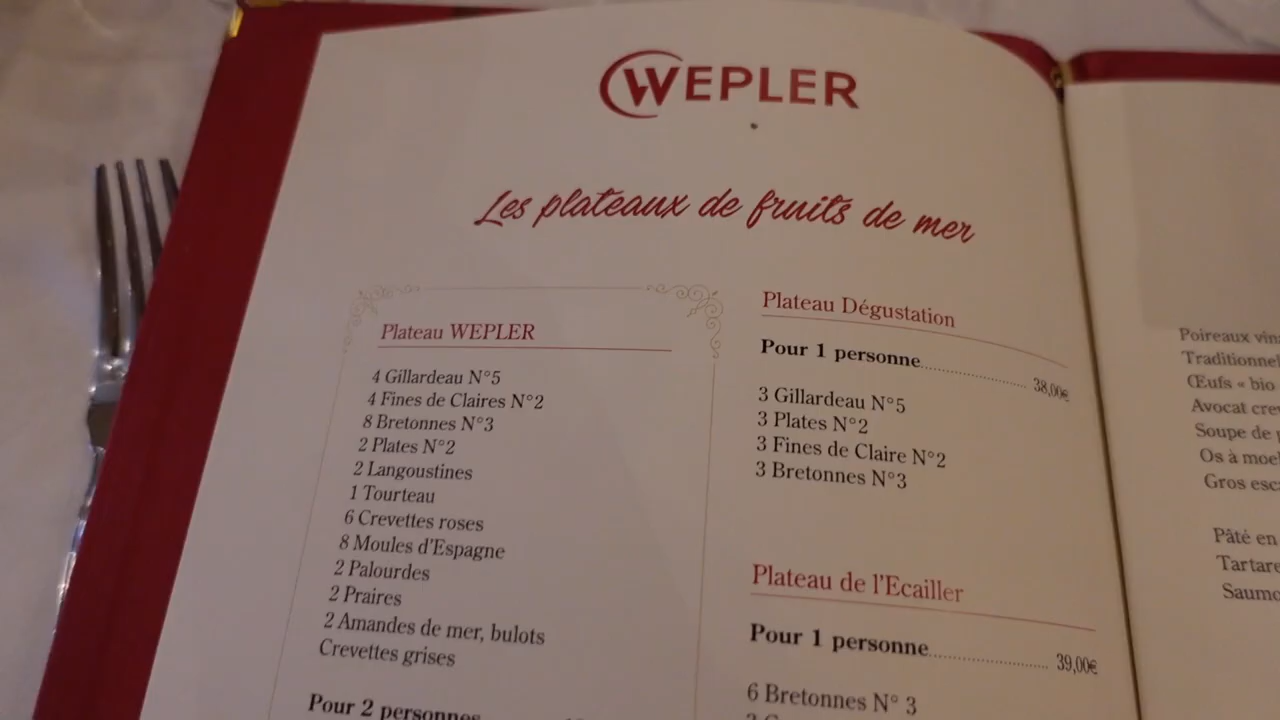 WEPLER
Les plateaux de fruits de mer
Plateau WEPLER
4 Gillardeau N°5
4 Fines de Claires N°2
8 Bretonnes N°3
2 Plates N°2
2 Langoustines
1 Tourteau
6 Crevettes roses
8 Moules d'Espagne
2 Palourdes
2 Praires
2 Amandes de mer, bulots
Crevettes grises
Pour 2 personnes
Plateau Dégustation
Pour 1 personne 38,00€
3 Gillardeau N°5
3 Plates N°2
3 Fines de Claire N°2
3 Bretonnes N°3
Plateau de l'Ecailler
Pour 1 personne 39,00€
6 Bretonnes N° 3
Poireaux
Traditionnel
Œufs « bio
Avocat
Soupe de
Os à
Gros
Pâté en
Tartare